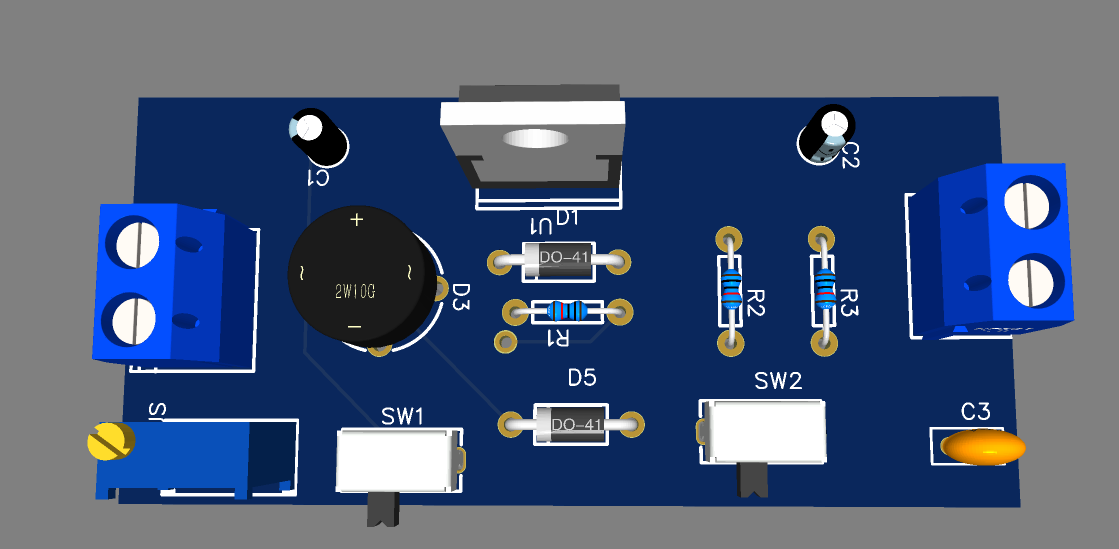 C1
C2
U1
D1
DO-41
+
~
~
2W10G
−
D3
R1
R2
R3
D5
DO-41
SW1
SW2
C3